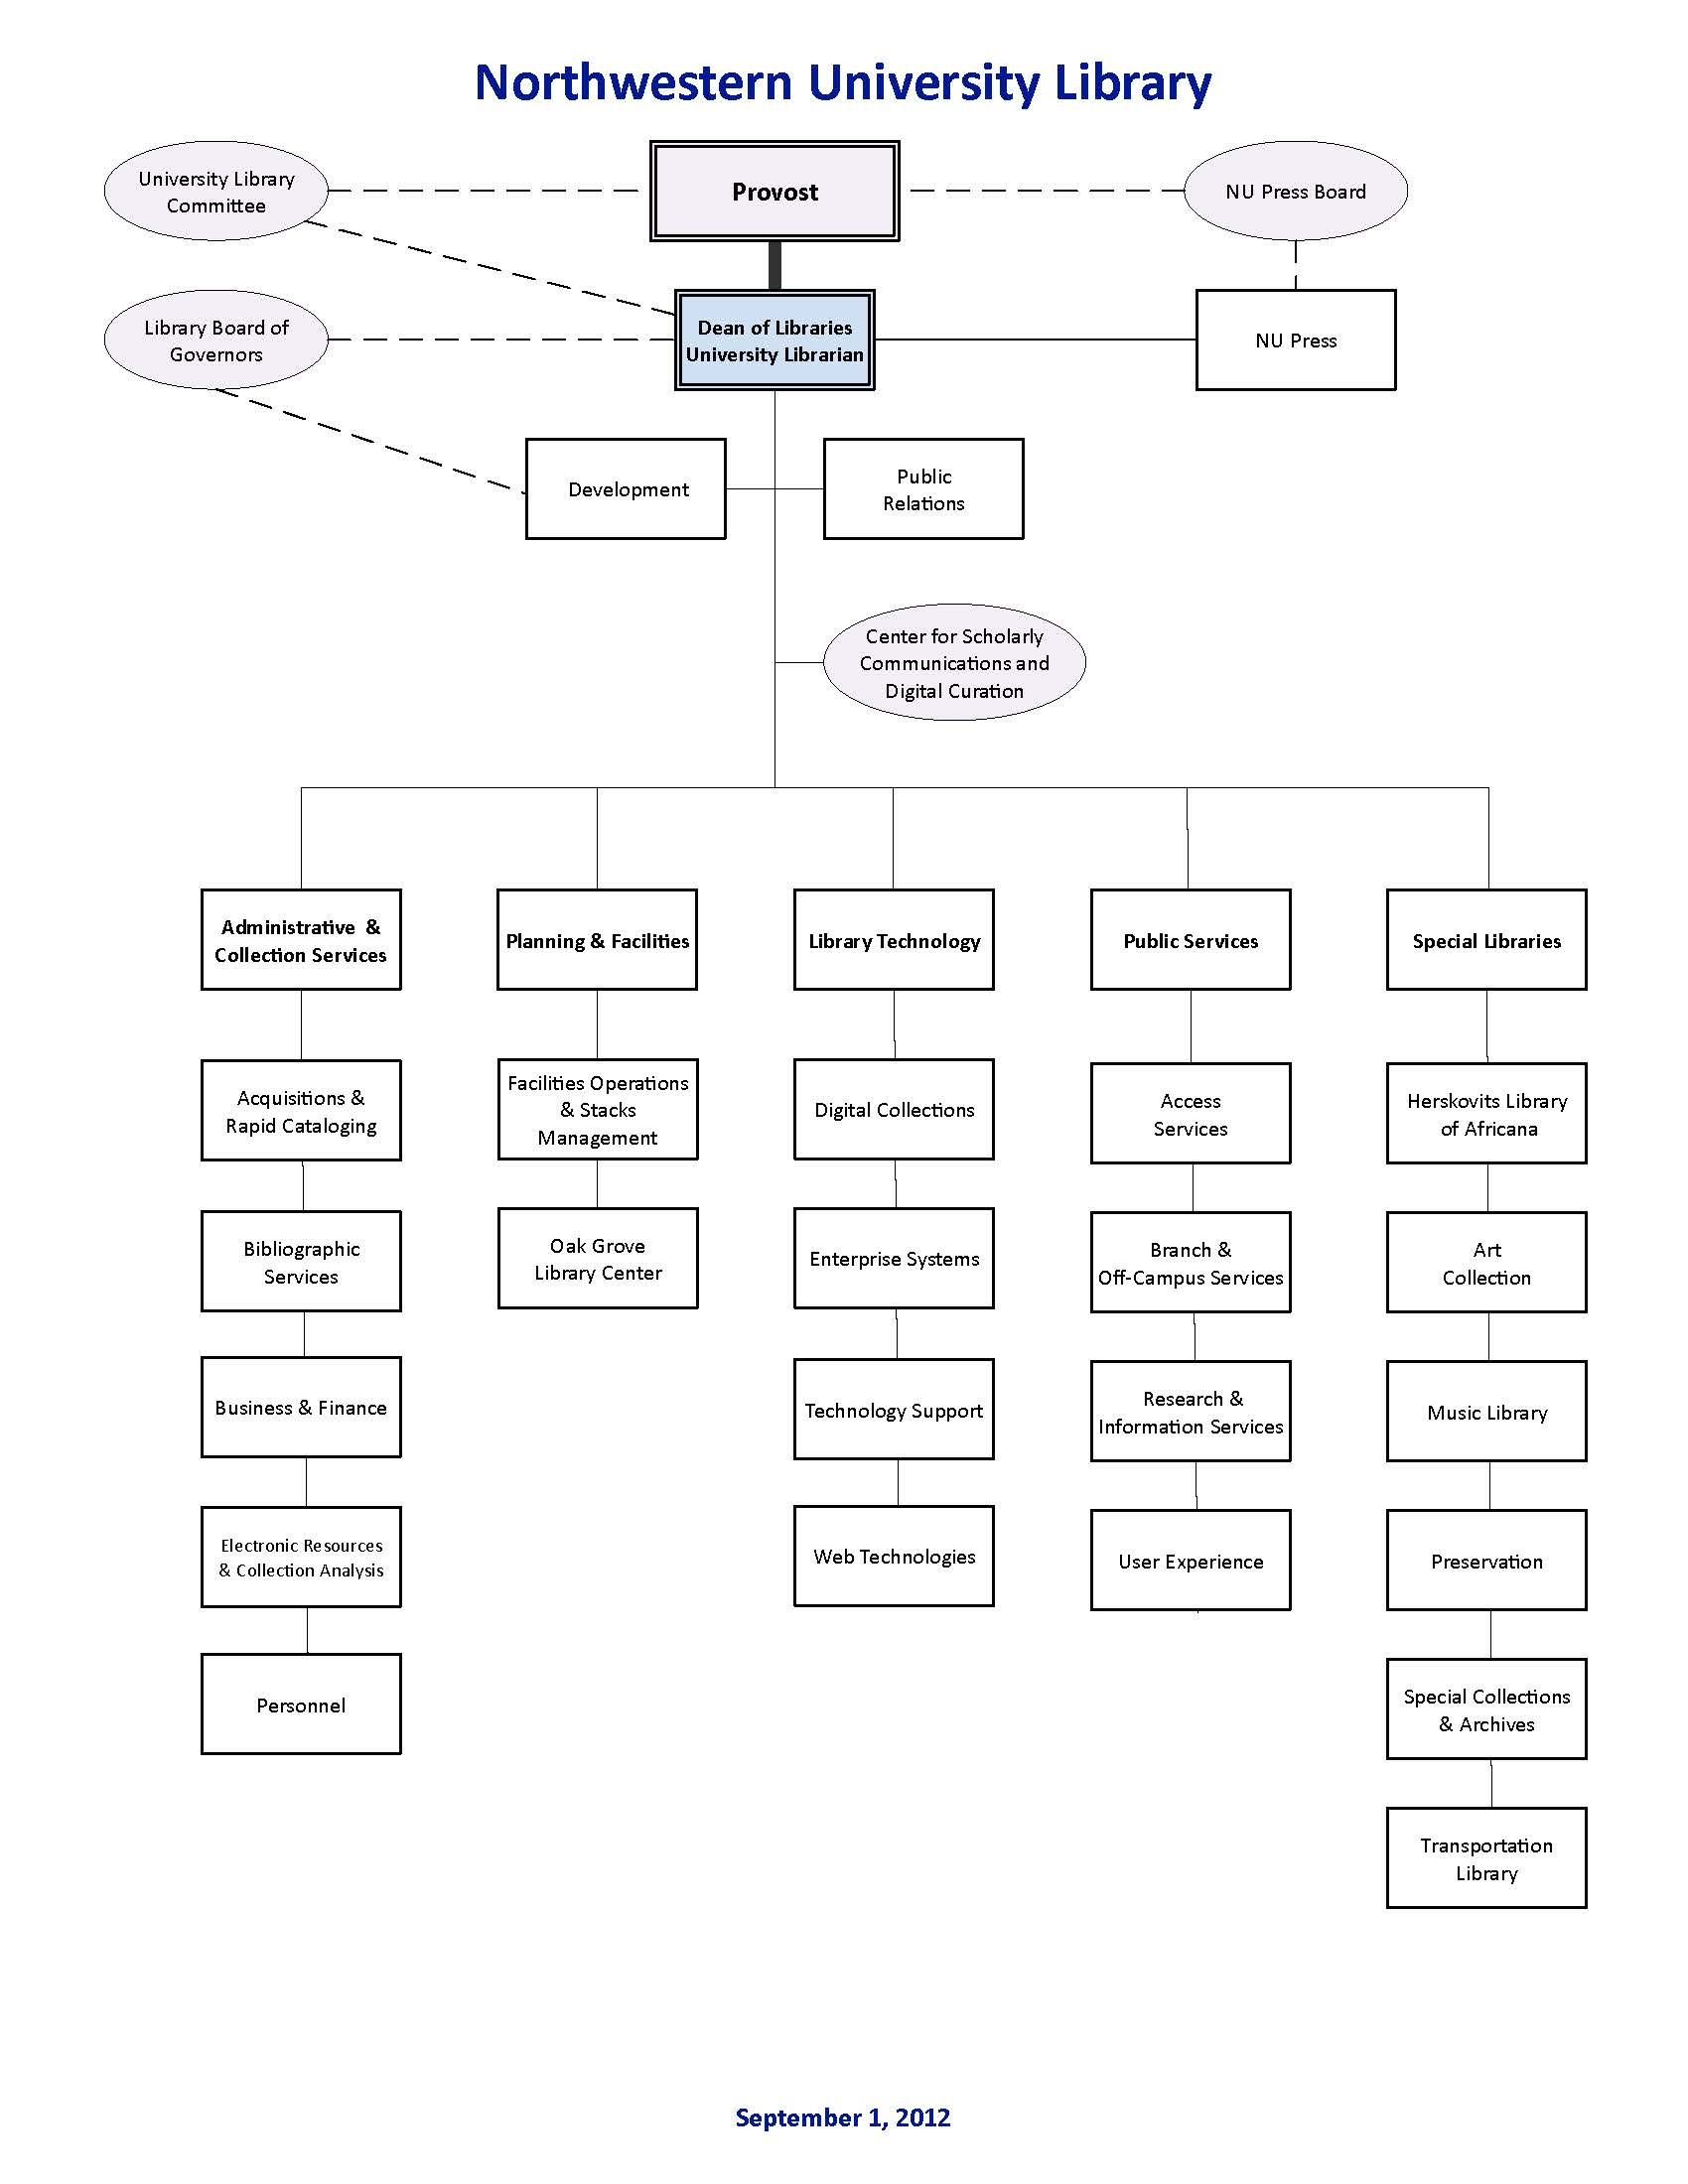 Northwestern University Library
University Library
Committee
Provost
NU Press Board
Library Board of
Governors
Dean of Libraries
University Librarian
NU Press
Development
Public
Relations
Center for Scholarly
Communications and
Digital Curation
Administrative &
Collection Services
Planning & Facilities
Library Technology
Public Services
Special Libraries
Acquisitions &
Rapid Cataloging
Facilities Operations
& Stacks
Management
Digital Collections
Access
Services
Herskovits Library
of Africana
Bibliographic
Services
Oak Grove
Library Center
Enterprise Systems
Branch &
Off-Campus Services
Art
Collection
Business & Finance
Technology Support
Research &
Information Services
Music Library
Electronic Resources
& Collection Analysis
Web Technologies
User Experience
Preservation
Personnel
Special Collections
& Archives
Transportation
Library
September 1, 2012